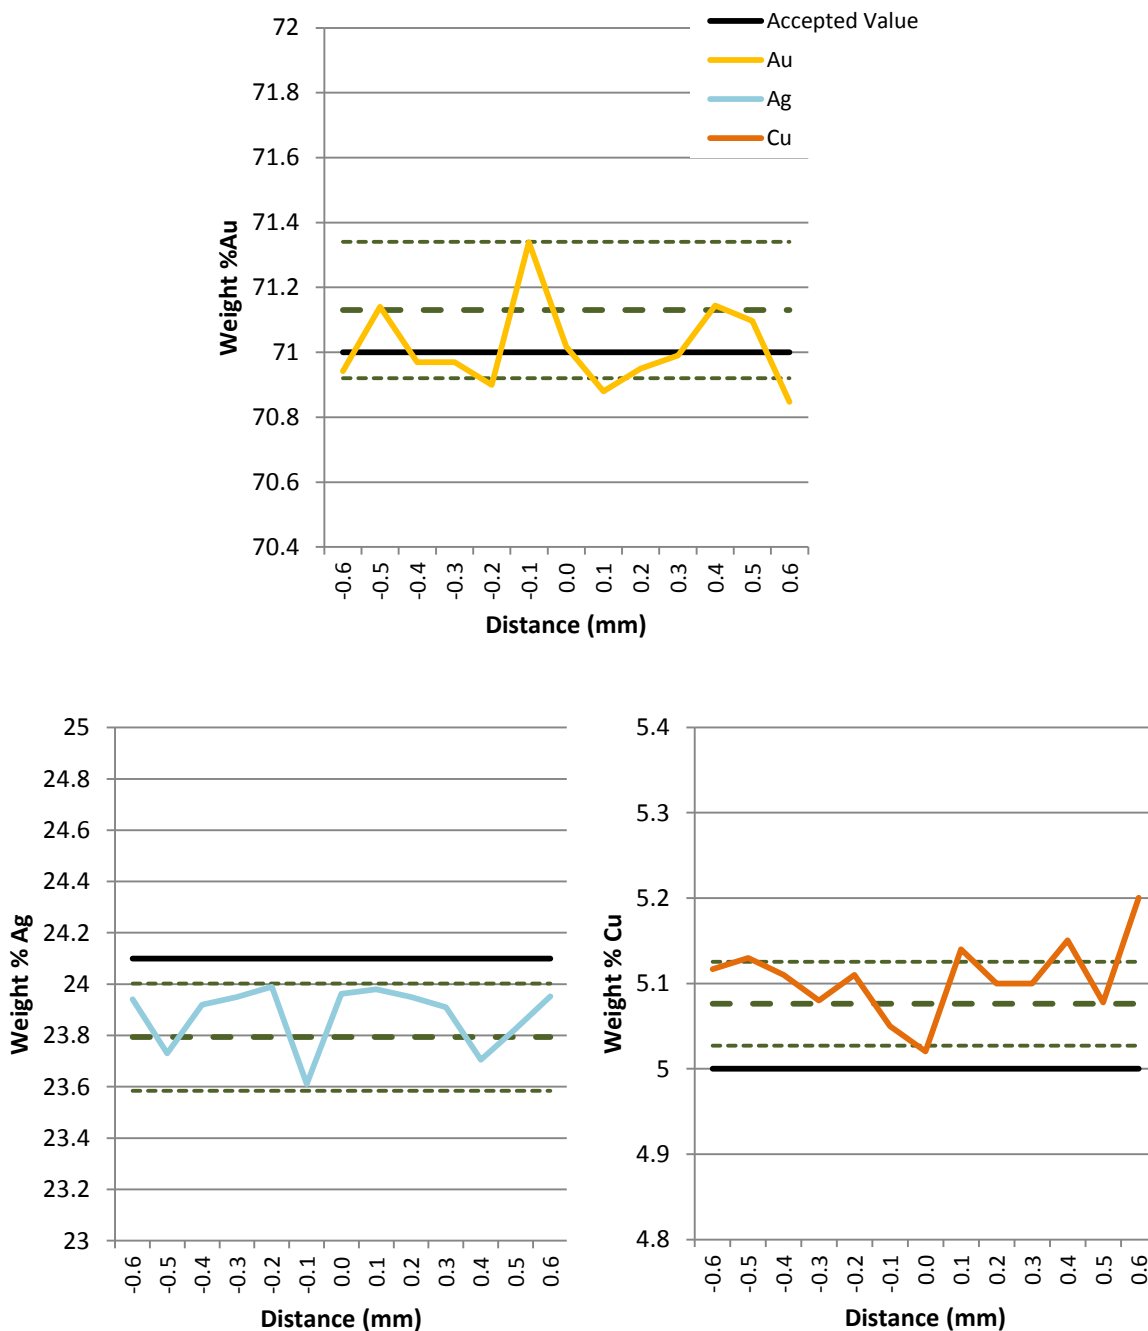 Accepted Value
Au
Ag
Cu
72
71.8
71.6
71.4
71.2
71
70.8
70.6
70.4
Weight %Au
-0.6 -0.5 -0.4 -0.3 -0.2 -0.1 0.0 0.1 0.2 0.3 0.4 0.5 0.6
Distance (mm)
25
24.8
24.6
24.4
24.2
24
23.8
23.6
23.4
23.2
23
Weight % Ag
-0.6 -0.5 -0.4 -0.3 -0.2 -0.1 0.0 0.1 0.2 0.3 0.4 0.5 0.6
Distance (mm)
5.4
5.3
5.2
5.1
5
4.9
4.8
Weight % Cu
-0.6 -0.5 -0.4 -0.3 -0.2 -0.1 0.0 0.1 0.2 0.3 0.4 0.5 0.6
Distance (mm)